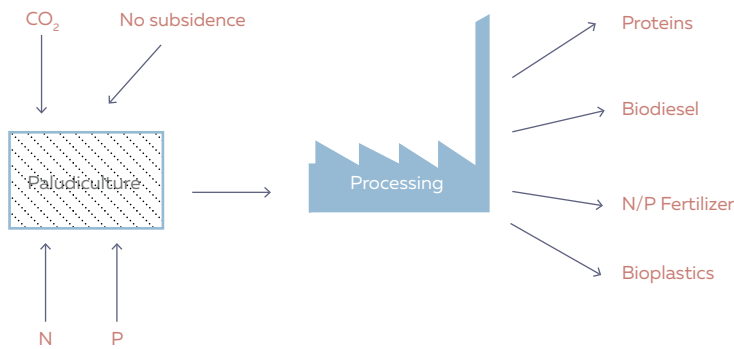 CO₂
No subsidence
Proteins
Biodiesel
Paludiculture
Processing
N/P Fertilizer
Bioplastics
N
P